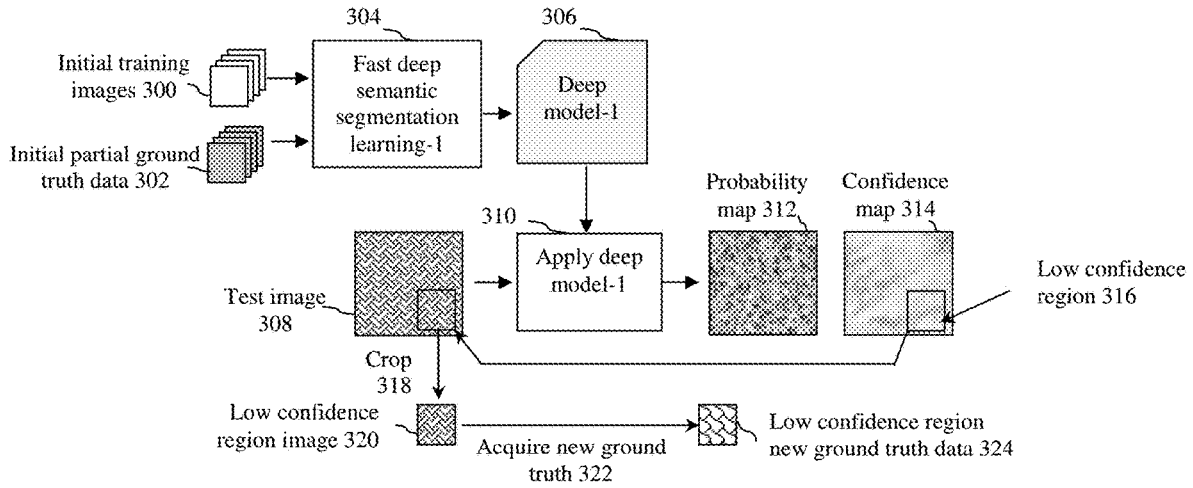 304
306
Initial training
images 300
Fast deep
semantic
segmentation
learning-1
Deep
model-1
Initial partial ground
truth data 302
Probability
map 312
Confidence
map 314
310
Apply deep
model-1
Low confidence
region 316
Test image
308
Crop
318
Low confidence
region image 320
Acquire new ground
truth 322
Low confidence region
new ground truth data 324